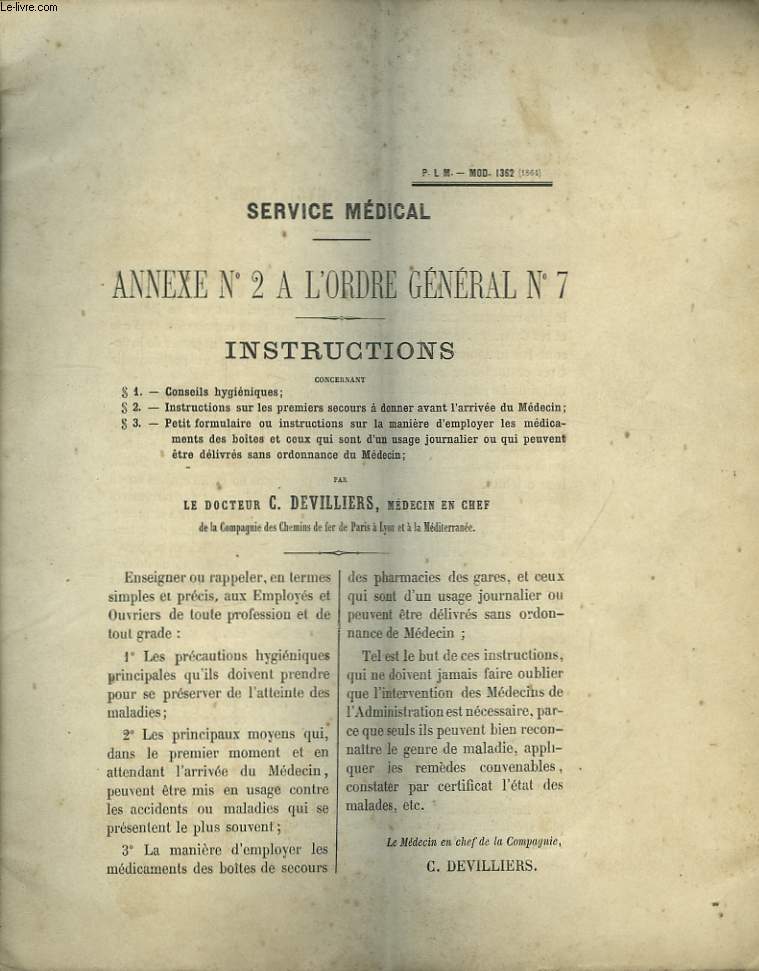 Le-livre.com
P. L M. — MOD. 1362 (1864)
SERVICE MÉDICAL
ANNEXE N° 2 A L'ORDRE GÉNÉRAL N° 7
INSTRUCTIONS
CONCERNANT
§ 1. — Conseils hygiéniques;
§ 2. — Instructions sur les premiers secours à donner avant l'arrivée du Médecin;
§ 3. — Petit formulaire ou instructions sur la manière d'employer les médica-
ments des boîtes et ceux qui sont d'un usage journalier ou qui peuvent
être délivrés sans ordonnance du Médecin;
PAR
LE DOCTEUR C. DEVILLIERS, MÉDECIN EN CHEF
de la Compagnie des Chemins de fer de Paris à Lyon et à la Méditerranée.
Enseigner ou rappeler, en termes
simples et précis, aux Employés et
Ouvriers de toute profession et de
tout grade :
1° Les précautions hygiéniques
principales qu'ils doivent prendre
pour se préserver de l'atteinte des
maladies;
2° Les principaux moyens qui,
dans le premier moment et en
attendant l'arrivée du Médecin,
peuvent être mis en usage contre
les accidents ou maladies qui se
présentent le plus souvent;
3° La manière d'employer les
médicaments des boîtes de secours
des pharmacies des gares, et ceux
qui sont d'un usage journalier ou
peuvent être délivrés sans ordon-
nance de Médecin ;
Tel est le but de ces instructions,
qui ne doivent jamais faire oublier
que l'intervention des Médecins de
l'Administration est nécessaire, par-
ce que seuls ils peuvent bien recon-
naître le genre de maladie, appli-
quer les remèdes convenables,
constater par certificat l'état des
malades, etc.
Le Médecin en chef de la Compagnie,
C. DEVILLIERS.